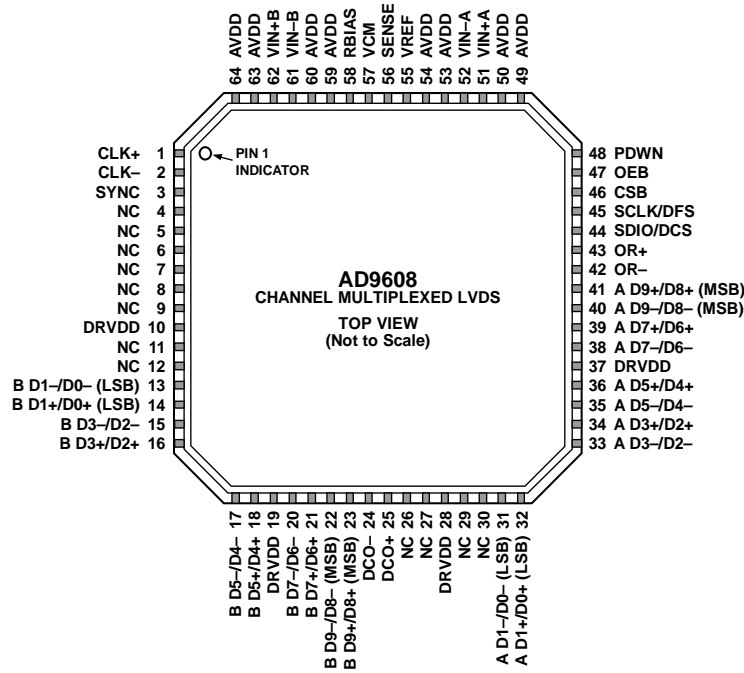 64 AVDD
63 AVDD
62 VIN+B
61 VIN–B
60 AVDD
59 AVDD
58 RBIAS
57 VCM
56 SENSE
55 VREF
54 AVDD
53 AVDD
52 VIN–A
51 VIN+A
50 AVDD
49 AVDD
CLK+ 1
CLK– 2
SYNC 3
NC 4
NC 5
NC 6
NC 7
NC 8
NC 9
DRVDD 10
NC 11
NC 12
B D1–/D0– (LSB) 13
B D1+/D0+ (LSB) 14
B D3–/D2– 15
B D3+/D2+ 16
PIN 1
INDICATOR
AD9608
CHANNEL MULTIPLEXED LVDS
TOP VIEW
(Not to Scale)
48 PDWN
47 OEB
46 CSB
45 SCLK/DFS
44 SDIO/DCS
43 OR+
42 OR–
41 A D9+/D8+ (MSB)
40 A D9–/D8– (MSB)
39 A D7+/D6+
38 A D7–/D6–
37 DRVDD
36 A D5+/D4+
35 A D5–/D4–
34 A D3+/D2+
33 A D3–/D2–
B D5–/D4– 17
B D5+/D4+ 18
DRVDD 19
B D7–/D6– 20
B D7+/D6+ 21
B D9–/D8– (MSB) 22
B D9+/D8+ (MSB) 23
DCO– 24
DCO+ 25
NC 26
NC 27
DRVDD 28
NC 29
NC 30
A D1–/D0– (LSB) 31
A D1+/D0+ (LSB) 32